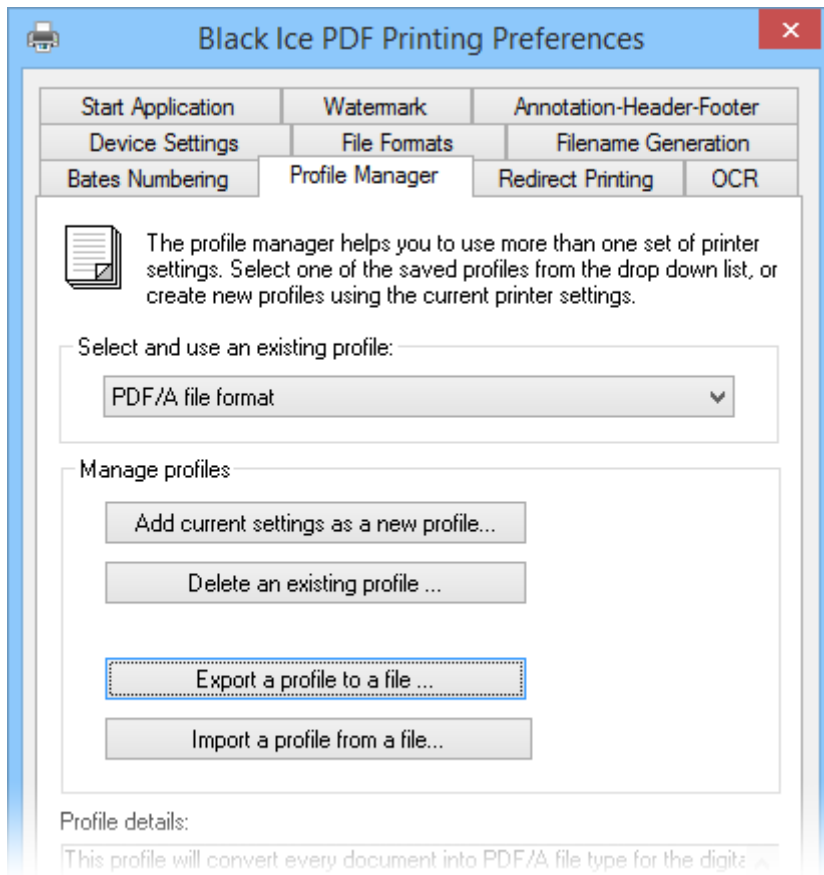 Black Ice PDF Printing Preferences
Start Application Watermark Annotation-Header-Footer
Device Settings File Formats Filename Generation
Bates Numbering Profile Manager Redirect Printing OCR
The profile manager helps you to use more than one set of printer
settings. Select one of the saved profiles from the drop down list, or
create new profiles using the current printer settings.
Select and use an existing profile:
PDF/A file format
Manage profiles
Add current settings as a new profile...
Delete an existing profile ...
Export a profile to a file ...
Import a profile from a file...
Profile details:
This profile will convert every document into PDF/A file type for the